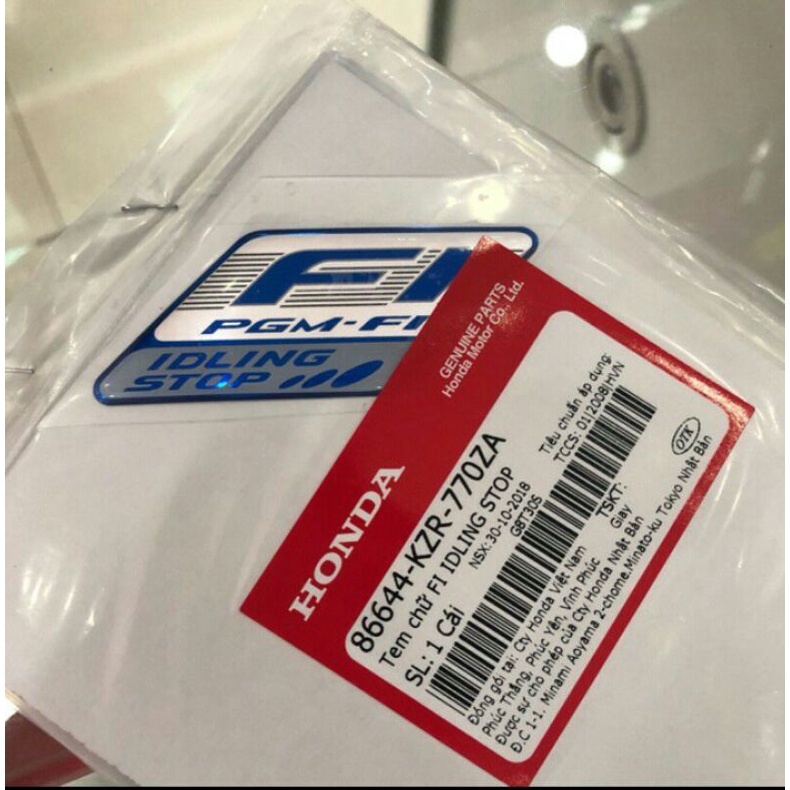 FI
PGM-FI
IDLING
STOP
GENUINE PARTS
Honda Motor Co., Ltd.
HONDA
86644-KZR-770ZA
Tem chữ FI IDLING STOP
SL: 1 Cái
NSX:30-10-2018
G8T30S
Tiêu chuẩn áp dụng:
TCCS: 01|2008|HVN
OTK
Đóng gói tại: Cty Honda Việt Nam
Phúc Thắng, Phúc Yên, Vĩnh Phúc
TSKT:
Giay
Được sự cho phép của Cty Honda Nhật Bản
Đ.C 1-1. Minami Aoyama 2-chome,Minato-ku Tokyo Nhật Bản